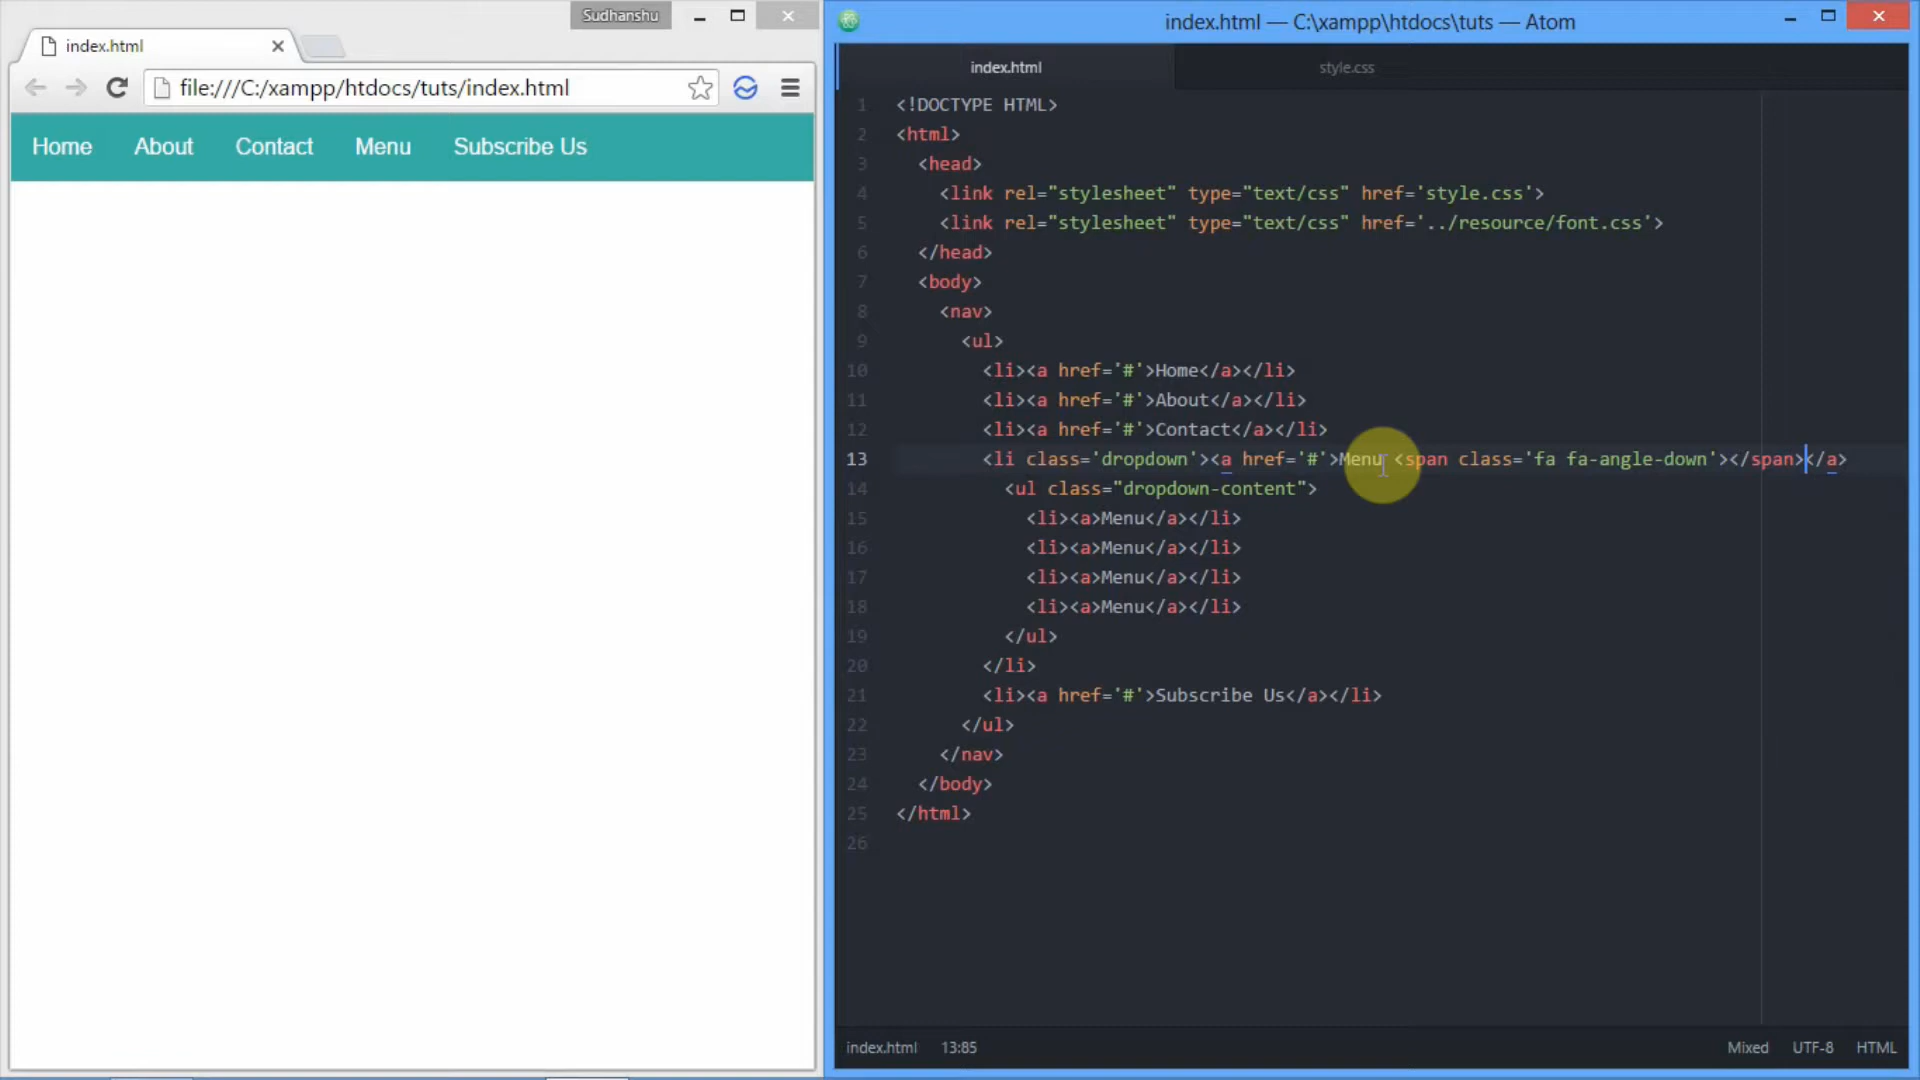 Sudhanshu
index.html
file:///C:/xampp/htdocs/tuts/index.html
Home About Contact Menu Subscribe Us
index.html — C:\xampp\htdocs\tuts — Atom
index.html style.css
1 <!DOCTYPE HTML>
2 <html>
3 <head>
4 <link rel="stylesheet" type="text/css" href='style.css'>
5 <link rel="stylesheet" type="text/css" href='../resource/font.css'>
6 </head>
7 <body>
8 <nav>
9 <ul>
10 <li><a href='#'>Home</a></li>
11 <li><a href='#'>About</a></li>
12 <li><a href='#'>Contact</a></li>
13 <li class='dropdown'><a href='#'>Menu <span class='fa fa-angle-down'></span></a>
14 <ul class="dropdown-content">
15 <li><a>Menu</a></li>
16 <li><a>Menu</a></li>
17 <li><a>Menu</a></li>
18 <li><a>Menu</a></li>
19 </ul>
20 </li>
21 <li><a href='#'>Subscribe Us</a></li>
22 </ul>
23 </nav>
24 </body>
25 </html>
26
index.html 13:85 Mixed UTF-8 HTML